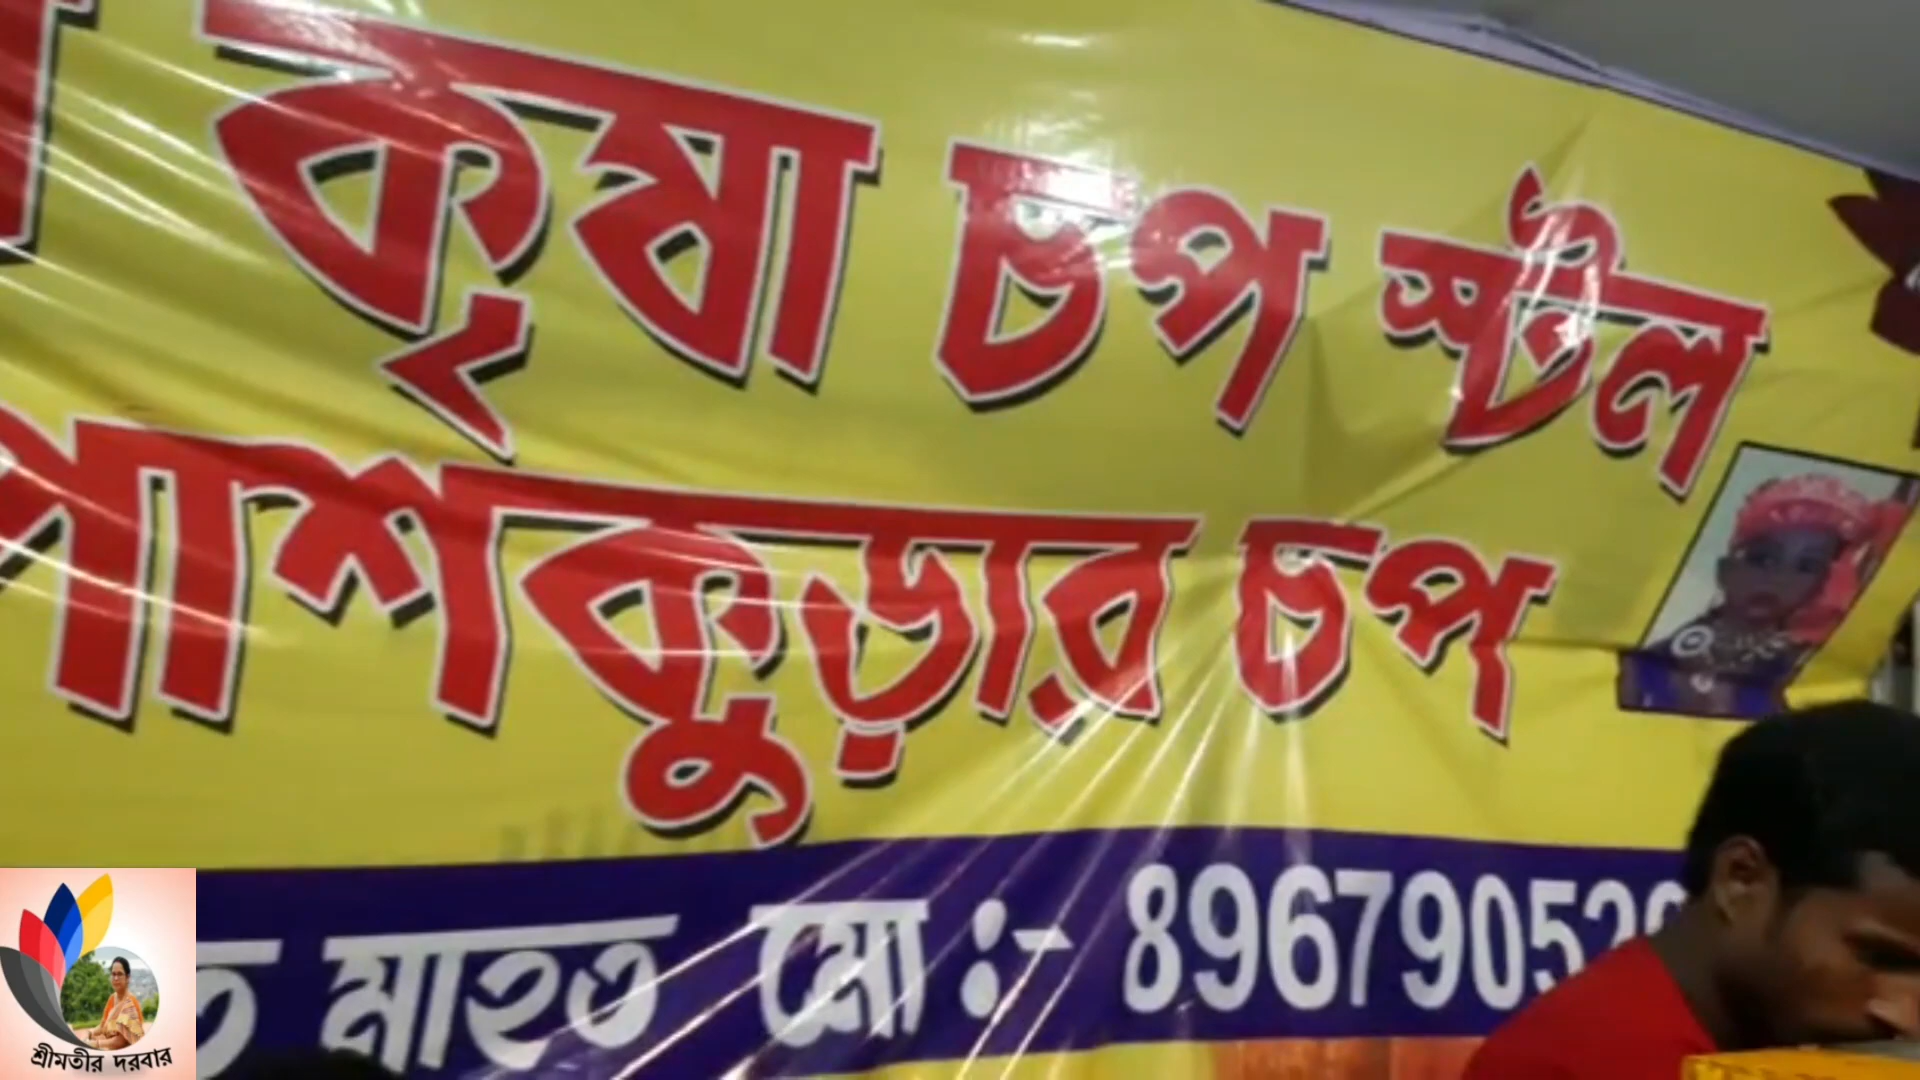 কৃষা চপ স্টল
পাশকুড়ার চপ
মাহত মো :- 896790520
শ্রীমতীর দরবার